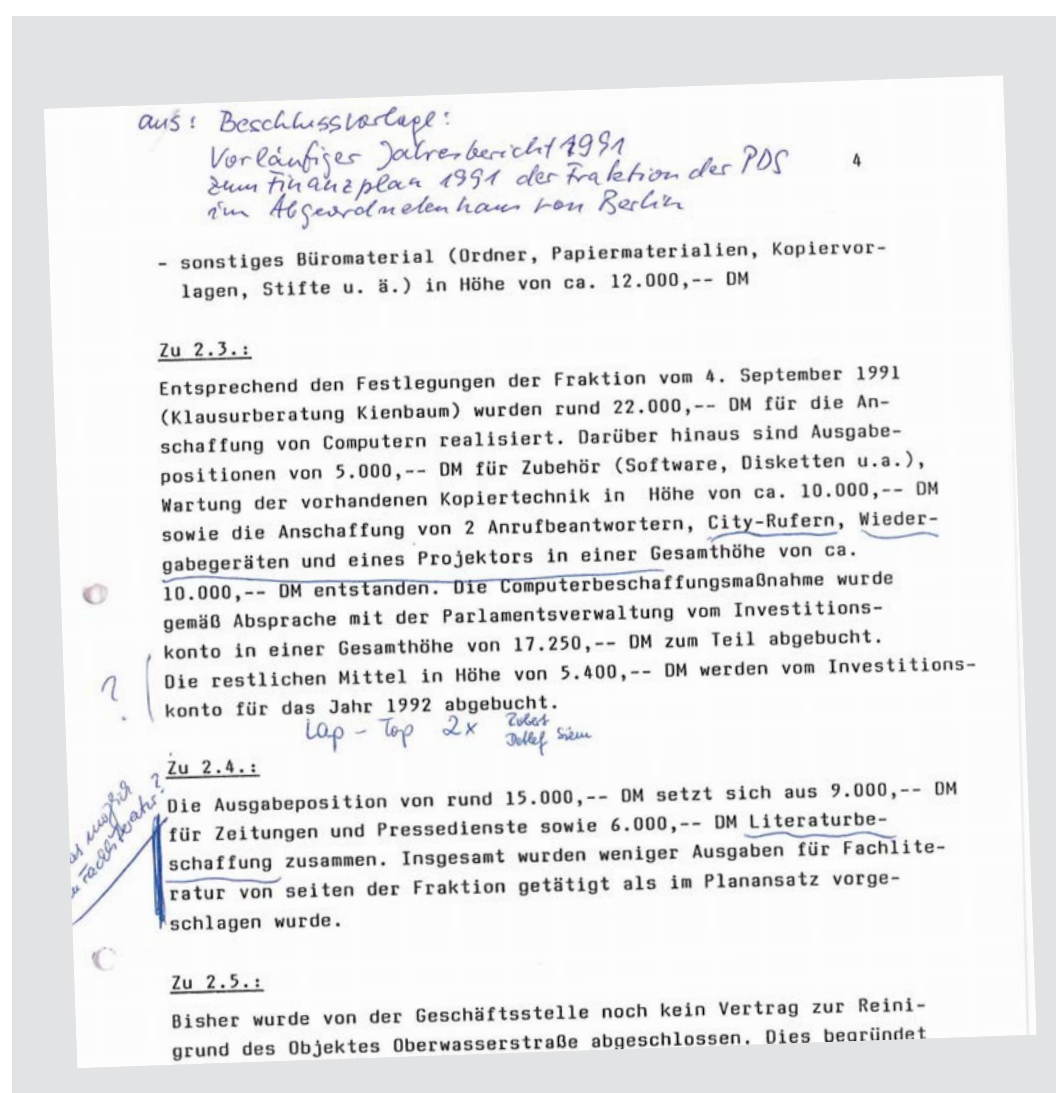 aus: Beschlussvorlage:
Vorläufiger Jahresbericht 1991
zum Finanzplan 1991 der Fraktion der PDS
im Abgeordnetenhaus von Berlin
4
- sonstiges Büromaterial (Ordner, Papiermaterialien, Kopiervor-
lagen, Stifte u. ä.) in Höhe von ca. 12.000,-- DM
Zu 2.3.:
Entsprechend den Festlegungen der Fraktion vom 4. September 1991
(Klausurberatung Kienbaum) wurden rund 22.000,-- DM für die An-
schaffung von Computern realisiert. Darüber hinaus sind Ausgabe-
positionen von 5.000,-- DM für Zubehör (Software, Disketten u.a.),
Wartung der vorhandenen Kopiertechnik in Höhe von ca. 10.000,-- DM
sowie die Anschaffung von 2 Anrufbeantwortern, City-Rufern, Wieder-
gabegeräten und eines Projektors in einer Gesamthöhe von ca.
10.000,-- DM entstanden. Die Computerbeschaffungsmaßnahme wurde
gemäß Absprache mit der Parlamentsverwaltung vom Investitions-
konto in einer Gesamthöhe von 17.250,-- DM zum Teil abgebucht.
Die restlichen Mittel in Höhe von 5.400,-- DM werden vom Investitions-
konto für das Jahr 1992 abgebucht.
?
Lap-Top 2x
Detlef
Zu 2.4.:
Die Ausgabeposition von rund 15.000,-- DM setzt sich aus 9.000,-- DM
für Zeitungen und Pressedienste sowie 6.000,-- DM Literaturbe-
schaffung zusammen. Insgesamt wurden weniger Ausgaben für Fachlite-
ratur von seiten der Fraktion getätigt als im Planansatz vorge-
schlagen wurde.
Zu 2.5.:
Bisher wurde von der Geschäftsstelle noch kein Vertrag zur Reini-
grund des Objektes Oberwasserstraße abgeschlossen. Dies begründet